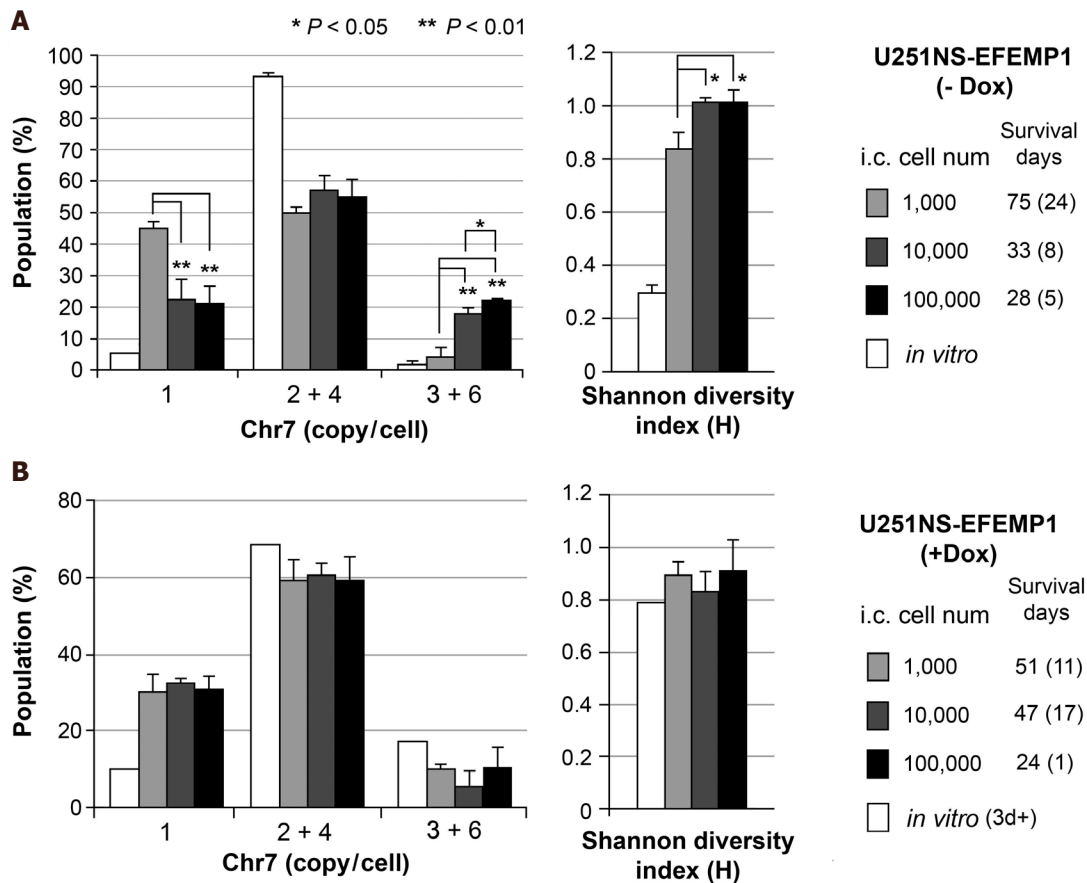 A
* P < 0.05 ** P < 0.01
Population (%)
100
90
80
70
60
50
40
30
20
10
0
** **
** **
*
1 2 + 4 3 + 6
Chr7 (copy/cell)
1.2
1.0
0.8
0.6
0.4
0.2
0
* *
Shannon diversity
index (H)
U251NS-EFEMP1
(- Dox)
Survival
days
i.c. cell num
1,000 75 (24)
10,000 33 (8)
100,000 28 (5)
in vitro
B
Population (%)
80
60
40
20
0
1 2 + 4 3 + 6
Chr7 (copy/cell)
1.2
1.0
0.8
0.6
0.4
0.2
0
Shannon diversity
index (H)
U251NS-EFEMP1
(+Dox)
Survival
days
i.c. cell num
1,000 51 (11)
10,000 47 (17)
100,000 24 (1)
in vitro (3d+)